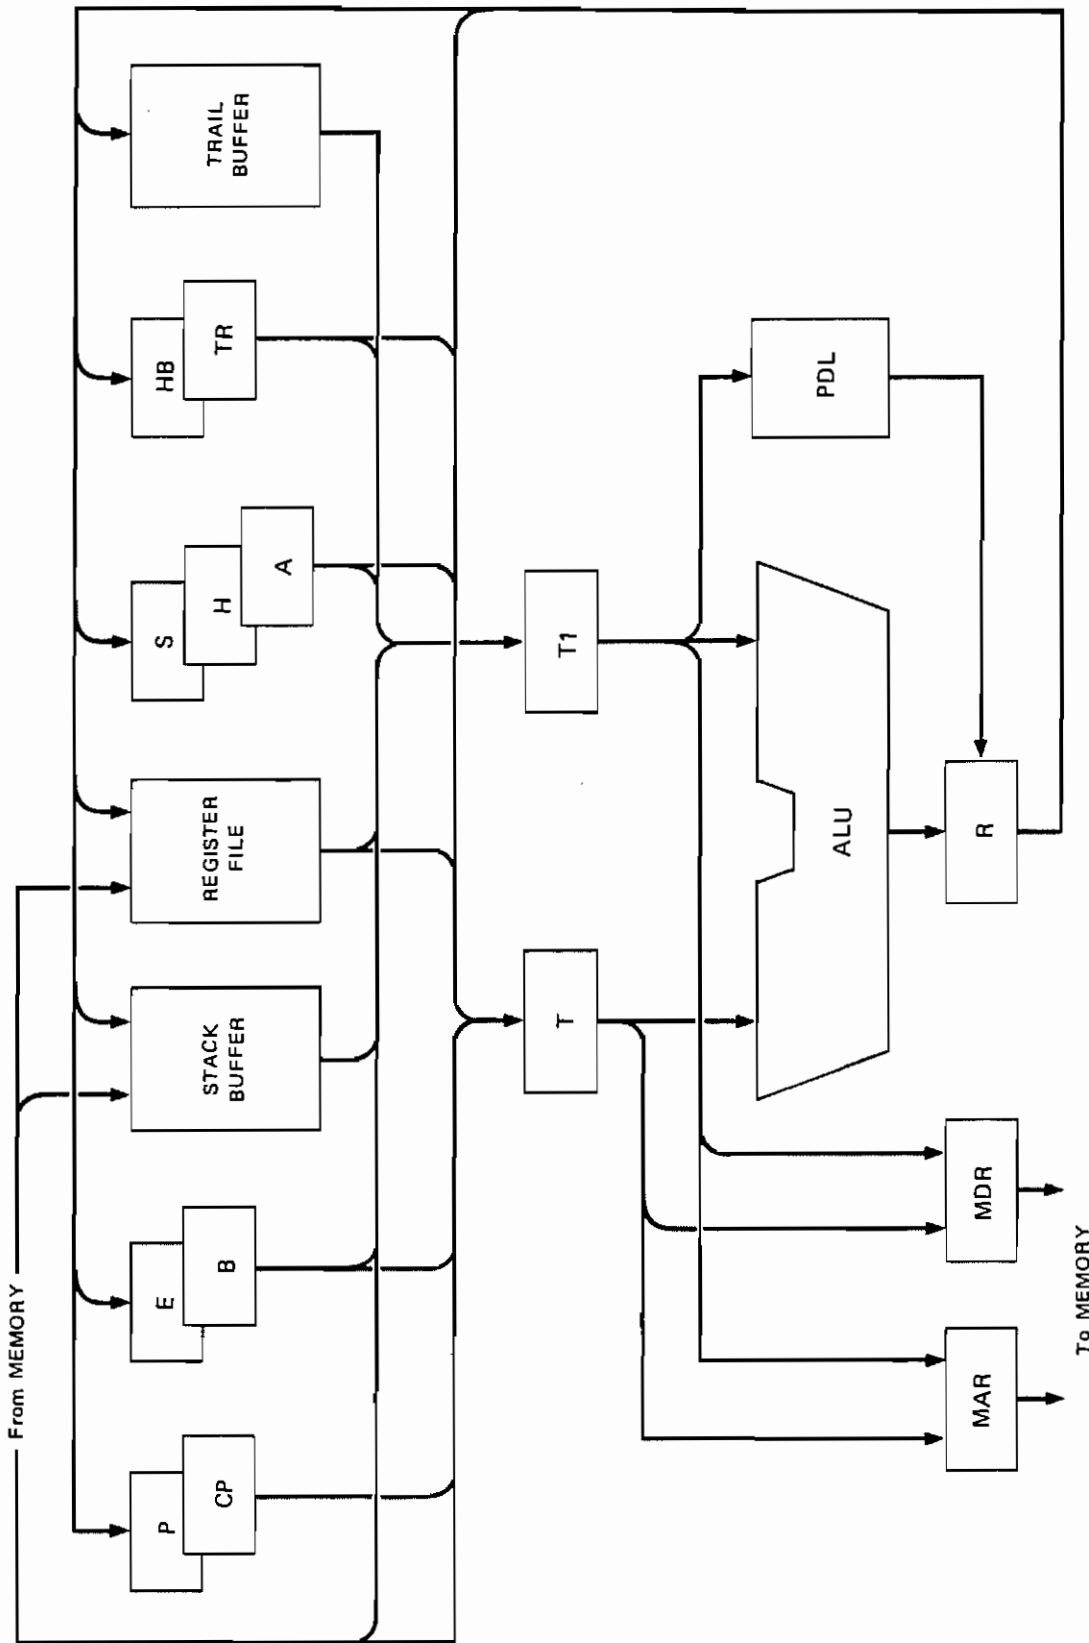 From MEMORY
P
CP
E
B
STACK
BUFFER
REGISTER
FILE
S
H
A
HB
TR
TRAIL
BUFFER
T
T1
ALU
PDL
MAR
MDR
R
To MEMORY